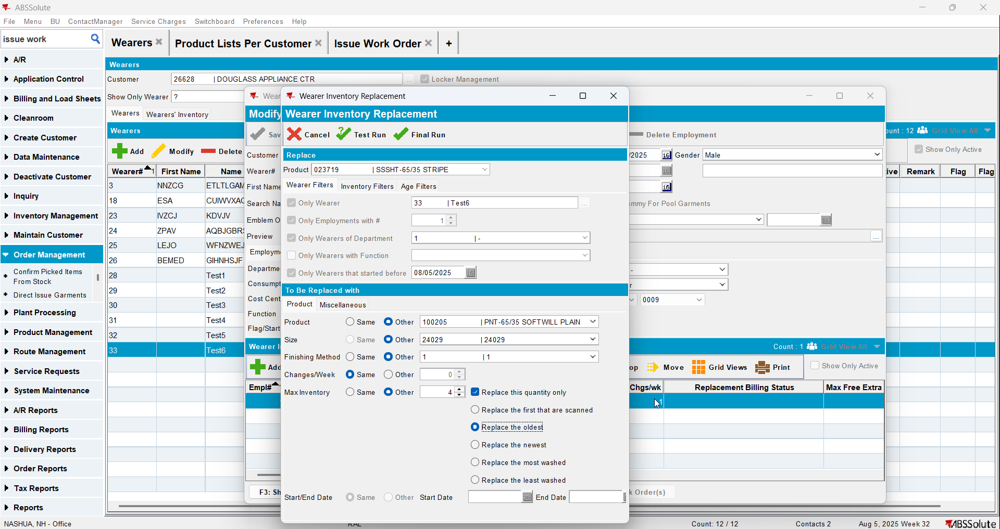 ABSSolute
File Menu BU ContactManager Service Charges Switchboard Preferences Help
issue work
Wearers
Product Lists Per Customer
Issue Work Order
+
A/R
Application Control
Billing and Load Sheets
Cleanroom
Create Customer
Data Maintenance
Deactivate Customer
Inquiry
Inventory Management
Maintain Customer
Order Management
Confirm Picked Items
From Stock
Direct Issue Garments
Plant Processing
Product Management
Route Management
Service Requests
System Maintenance
A/R Reports
Billing Reports
Delivery Reports
Order Reports
Tax Reports
Reports
Wearers
Customer 26628 | DOUGLASS APPLIANCE CTR ... Locker Management
Show Only Wearer ?
Wearers Wearers' Inventory
Wearers
Count : 12 Grid View All
Add Modify Delete
Show Only Active
Wearer# 1 First Name Name
Remark Flag Flag
3 NNZCG ETLTLGAM
18 ESA CUIWVXAC
23 IVZCJ KDVJV
24 ZPAV AQBJGBRS
25 LEJO WFNZWEJ
26 BEMED GIHNHSJF
28 Test1
29 Test2
30 Test3
31 Test4
32 Test5
33 Test6
Wear
Modify
Sav
Delete Employment
Customer
/2025 16 Gender Male
Wearer#
16
First Name
16
Search Na
mmy For Pool Garments
Emblem O
16
Preview
...
Employm
Departme
-
Consumpt
r
Cost Cent
0009
Function
Flag/Start
Wearer I
Count : 1 Grid View All
Add
op Move Grid Views Print
Show Only Active
Empl#
Chgs/wk Replacement Billing Status Max Free Extra
1
F3: Sh
k Order(s)
Wearer Inventory Replacement
Wearer Inventory Replacement
Cancel Test Run Final Run
Replace
Product 023719 | SSSHT-65/35 STRIPE
Wearer Filters Inventory Filters Age Filters
Only Wearer 33 | Test6 ...
Only Employments with # 1
Only Wearers of Department 1 | -
Only Wearers with Function
Only Wearers that started before 08/05/2025 16
To Be Replaced with
Product Miscellaneous
Product Same Other 100205 | PNT-65/35 SOFTWILL PLAIN
Size Same Other 24029 | 24029
Finishing Method Same Other 1 | 1
Changes/Week Same Other 0
Max Inventory Same Other 4 Replace this quantity only
Replace the first that are scanned
Replace the oldest
Replace the newest
Replace the most washed
Replace the least washed
Start/End Date Same Other Start Date 16 End Date
NASHUA, NH - Office
RAL
Count: 12 / 12
Contacts 2
Aug 5, 2025 Week 32
ABSSolute